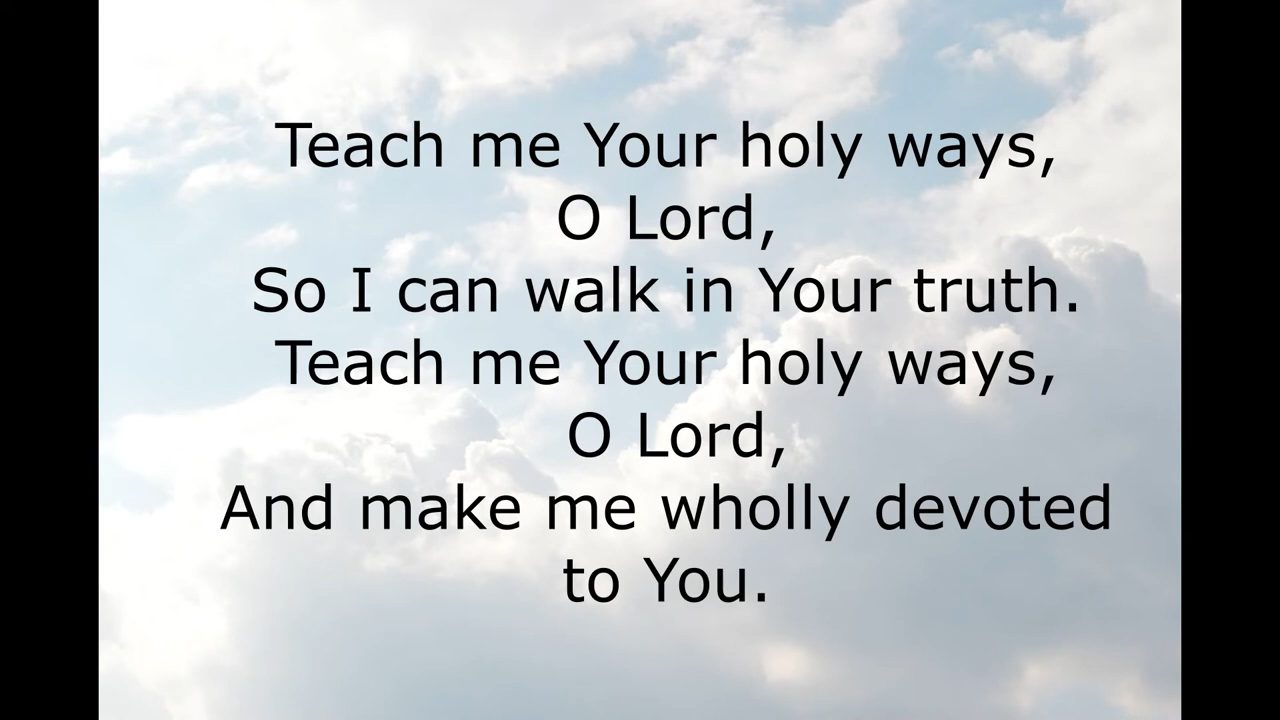 Teach me Your holy ways,
O Lord,
So I can walk in Your truth.
Teach me Your holy ways,
O Lord,
And make me wholly devoted
to You.